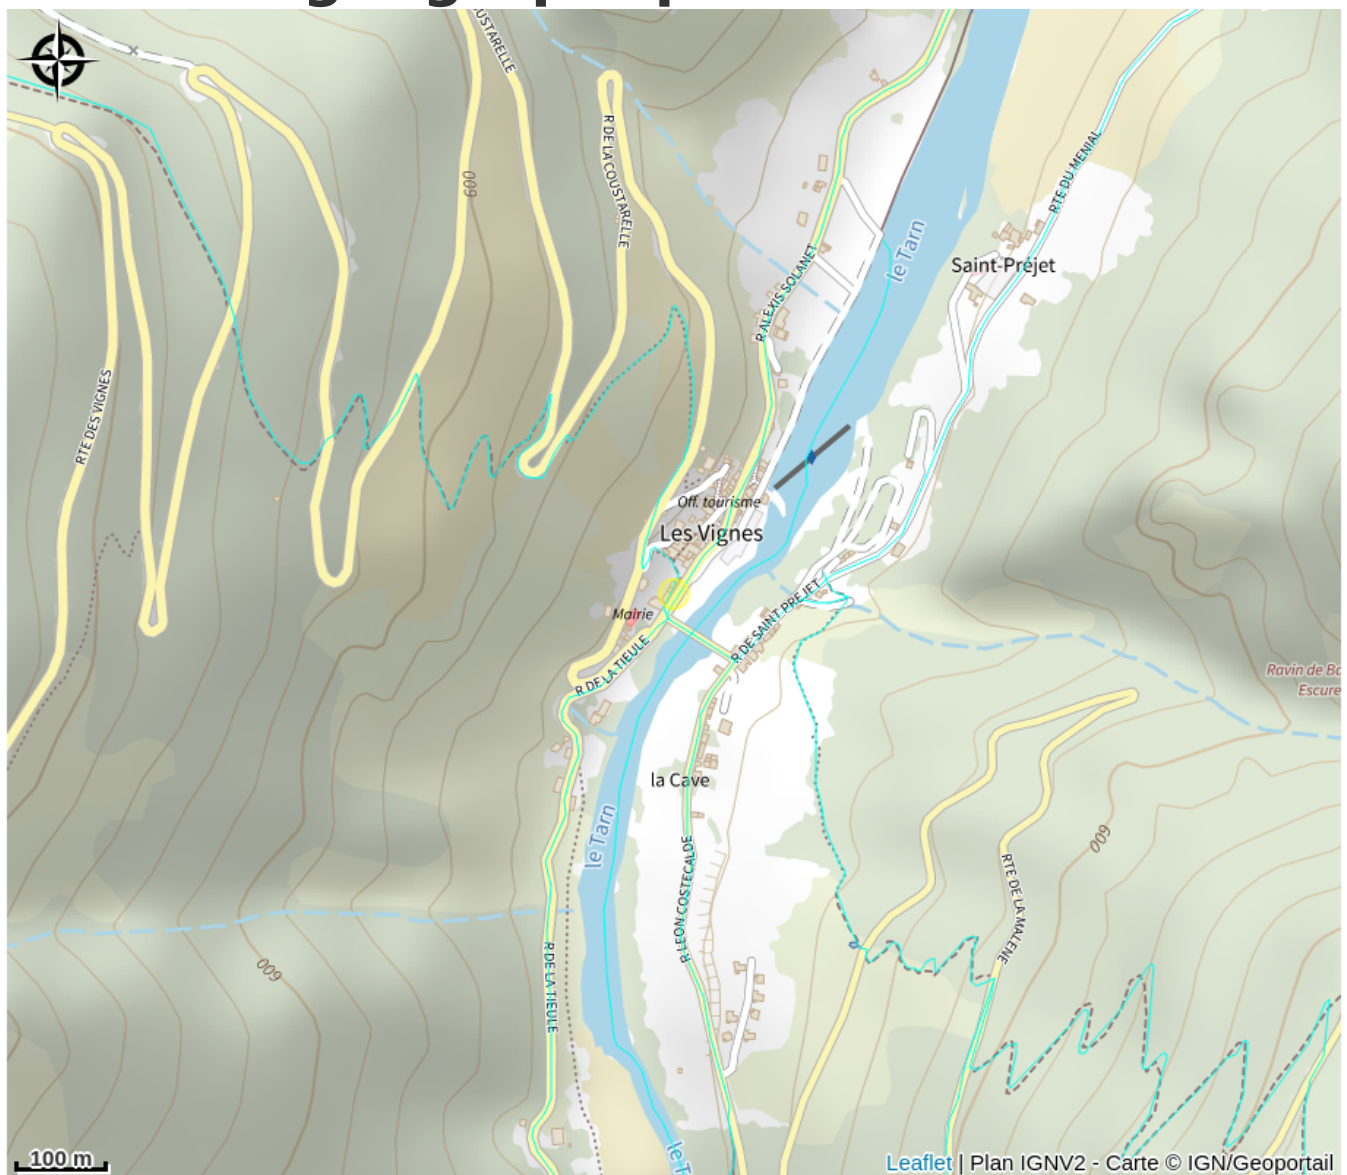 COUSTARELLE
R DE LA COUSTARELLE
600
RTE DU MENIAL
le Tarn
Saint-Préjet
R ALEXIS SOLANET
RTE DES VIGNES
Off. tourisme
Les Vignes
Mairie
R DE SAINT PREJET
R DE LA TIEULE
Ravin de
Escure
la Cave
le Tarn
600
R LEON COSTECALDE
RTE DE LA MALENE
600
R DE LA TIEULE
le T
100 m
Leaflet | Plan IGNV2 - Carte © IGN/Geoportail